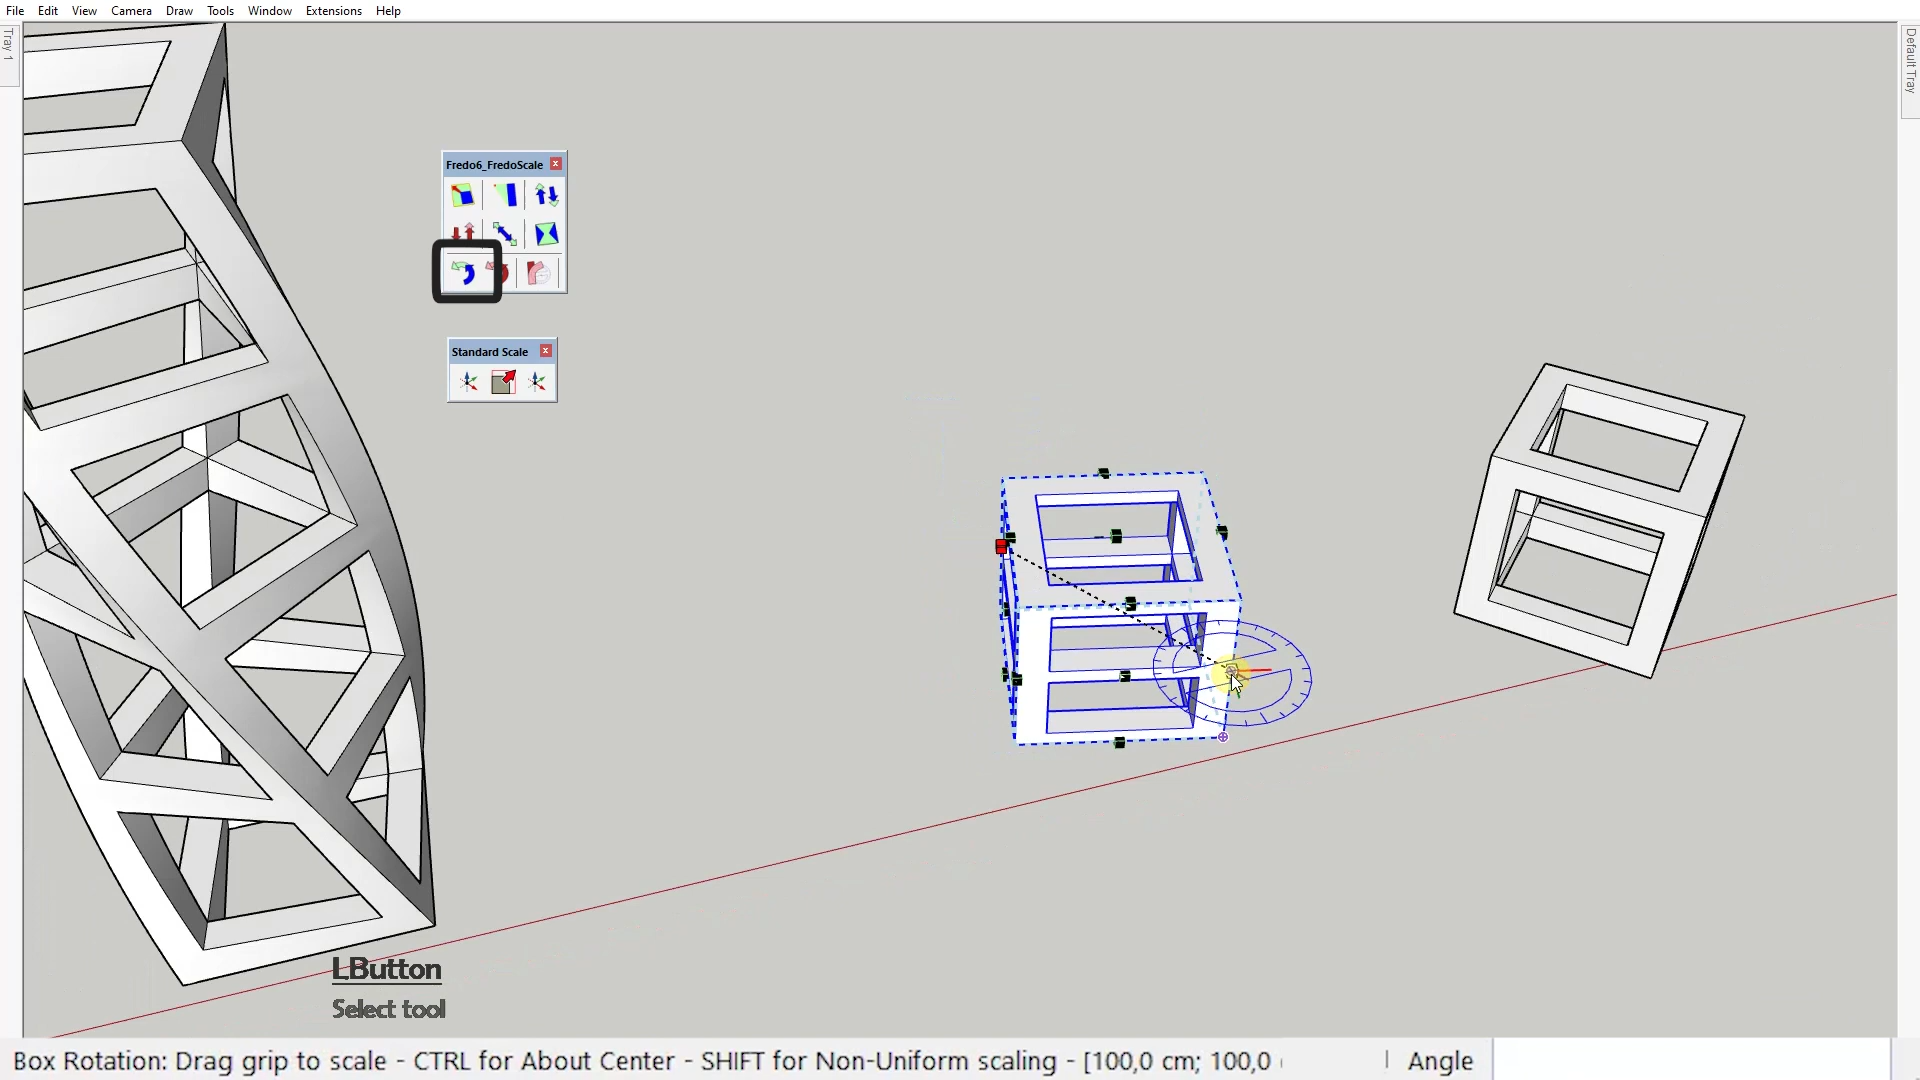 File Edit View Camera Draw Tools Window Extensions Help
Tray 1
Default Tray
Fredo6_FredoScale
Standard Scale
LButton
Select tool
Box Rotation: Drag grip to scale - CTRL for About Center - SHIFT for Non-Uniform scaling - [100,0 cm; 100,0
Angle